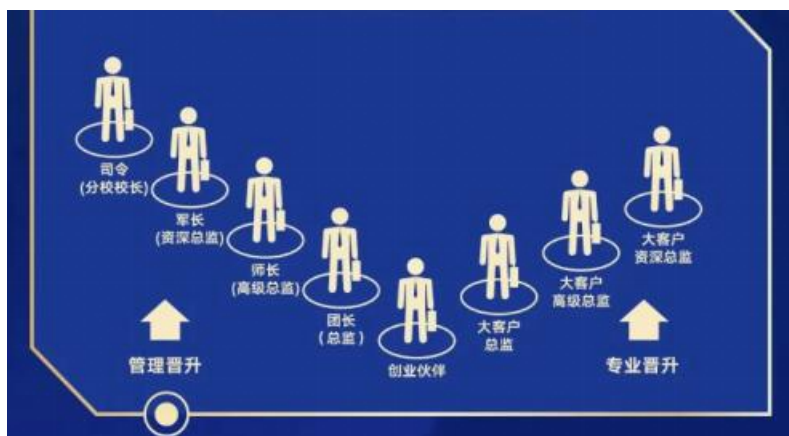 司令
(分校校长)
军长
(资深总监)
师长
(高级总监)
团长
(总监)
创业伙伴
大客户
总监
大客户
高级总监
大客户
资深总监
管理晋升
专业晋升